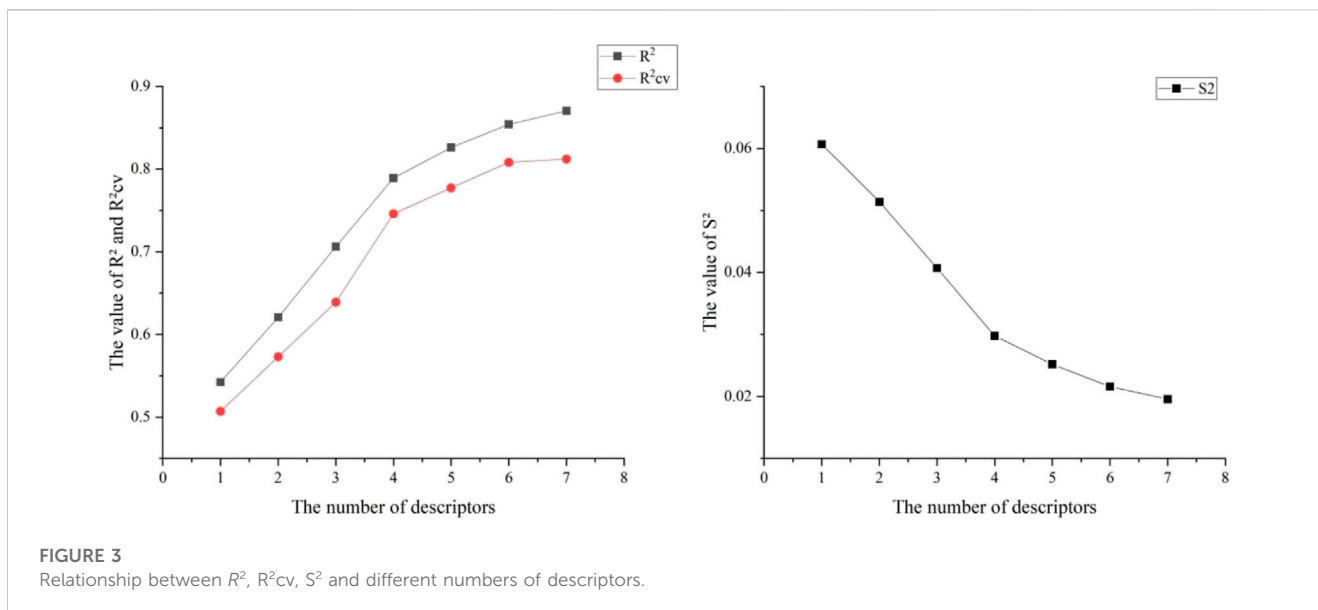 R²
R²cv
0.9
0.8
0.7
0.6
0.5
The value of R² and R²cv
0 1 2 3 4 5 6 7 8
The number of descriptors
S2
0.06
0.04
0.02
The value of S²
0 1 2 3 4 5 6 7 8
The number of descriptors
FIGURE 3
Relationship between R², R²cv, S² and different numbers of descriptors.